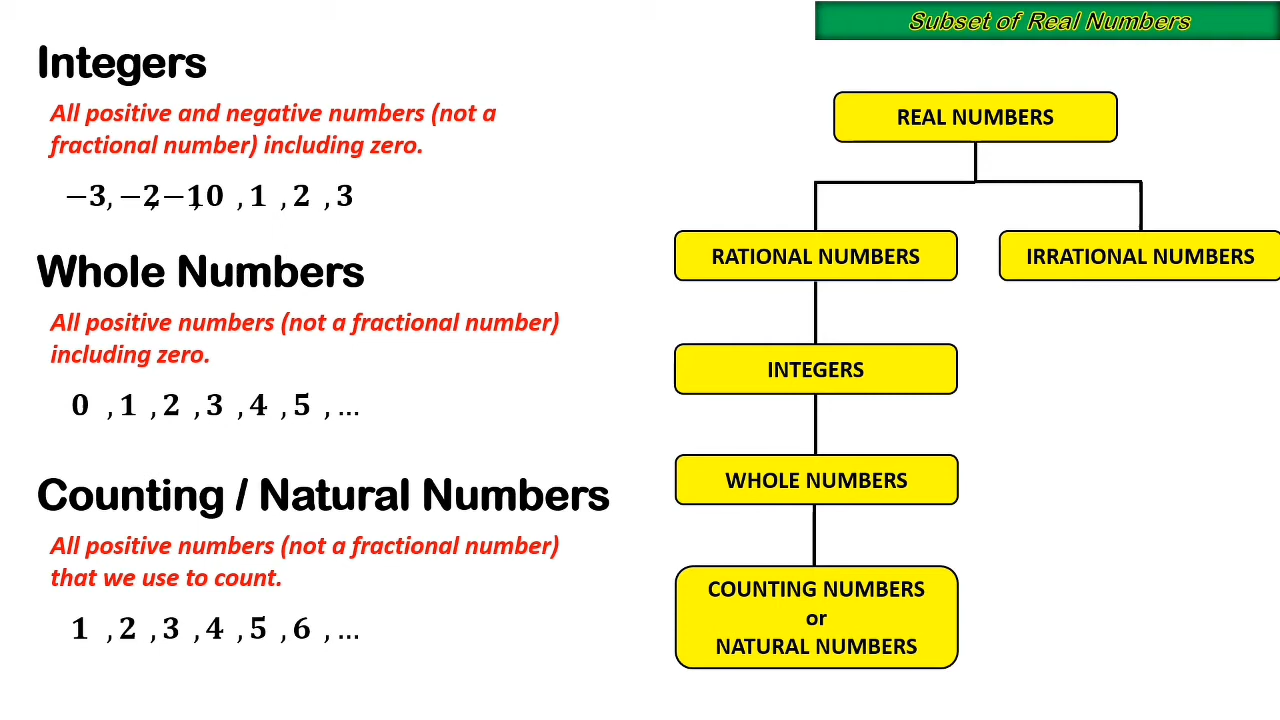 Subset of Real Numbers
Integers
All positive and negative numbers (not a
fractional number) including zero.
−3, −2, −1, 0 , 1 , 2 , 3
Whole Numbers
All positive numbers (not a fractional number)
including zero.
0 , 1 , 2 , 3 , 4 , 5 , ...
Counting / Natural Numbers
All positive numbers (not a fractional number)
that we use to count.
1 , 2 , 3 , 4 , 5 , 6 , ...
REAL NUMBERS
RATIONAL NUMBERS
IRRATIONAL NUMBERS
INTEGERS
WHOLE NUMBERS
COUNTING NUMBERS
or
NATURAL NUMBERS